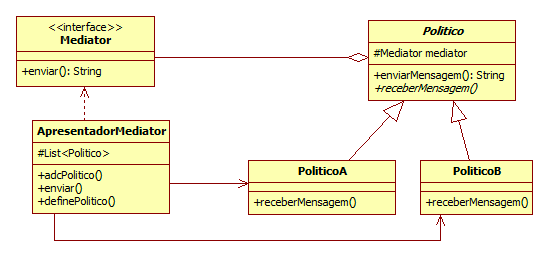 <<interface>>
Mediator
+enviar(): String
Politico
#Mediator mediator
+enviarMensagem(): String
+receberMensagem()
ApresentadorMediator
#List<Politico>
+adcPolitico()
+enviar()
+definePolitico()
PoliticoA
+receberMensagem()
PoliticoB
+receberMensagem()